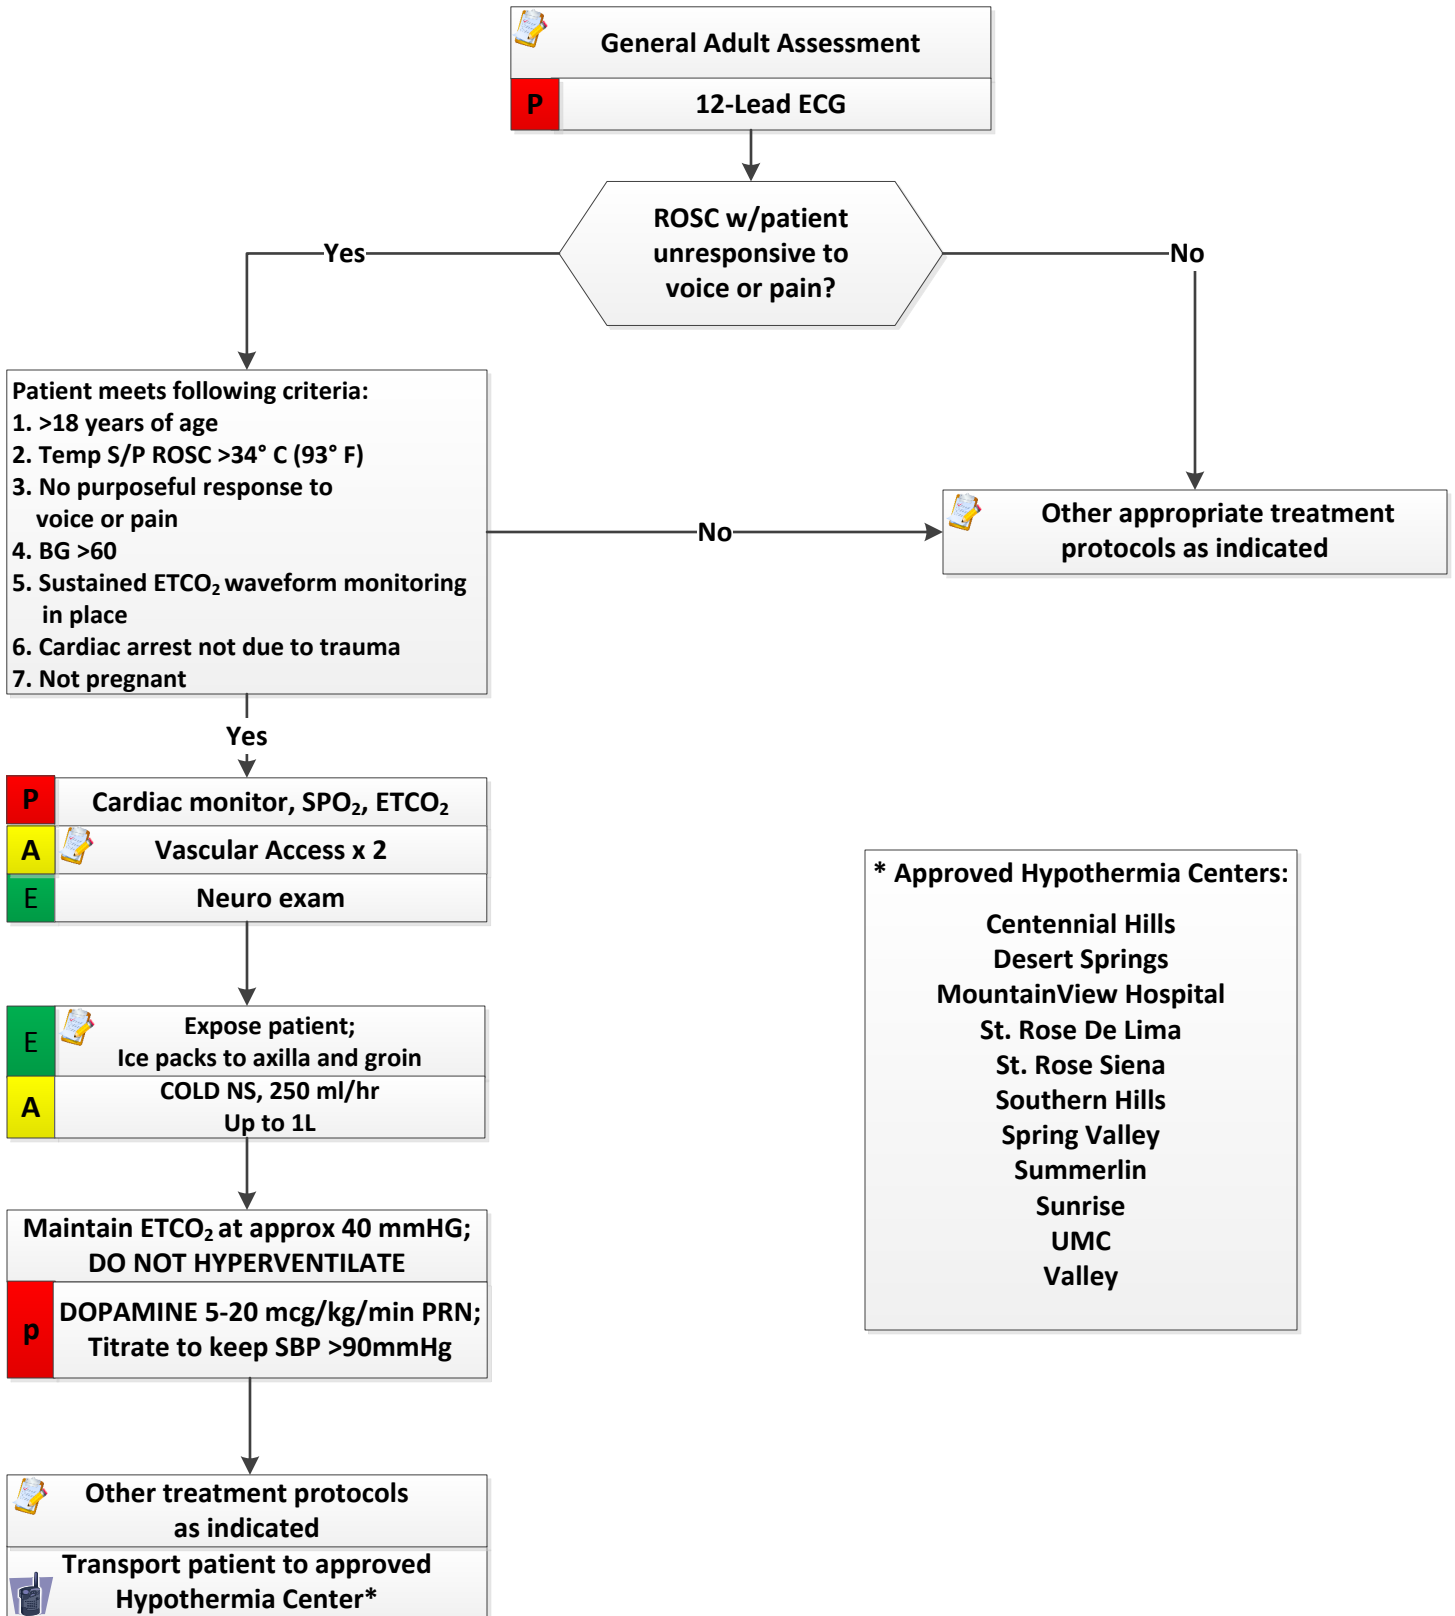 General Adult Assessment
P
12-Lead ECG
ROSC w/patient
unresponsive to
voice or pain?
Yes
No
Patient meets following criteria:
1. >18 years of age
2. Temp S/P ROSC >34° C (93° F)
3. No purposeful response to
voice or pain
4. BG >60
5. Sustained ETCO₂ waveform monitoring
in place
6. Cardiac arrest not due to trauma
7. Not pregnant
No
Other appropriate treatment
protocols as indicated
Yes
P
Cardiac monitor, SPO₂, ETCO₂
A
Vascular Access x 2
E
Neuro exam
E
Expose patient;
Ice packs to axilla and groin
A
COLD NS, 250 ml/hr
Up to 1L
Maintain ETCO₂ at approx 40 mmHG;
DO NOT HYPERVENTILATE
p
DOPAMINE 5-20 mcg/kg/min PRN;
Titrate to keep SBP >90mmHg
Other treatment protocols
as indicated
Transport patient to approved
Hypothermia Center*
* Approved Hypothermia Centers:
Centennial Hills
Desert Springs
MountainView Hospital
St. Rose De Lima
St. Rose Siena
Southern Hills
Spring Valley
Summerlin
Sunrise
UMC
Valley